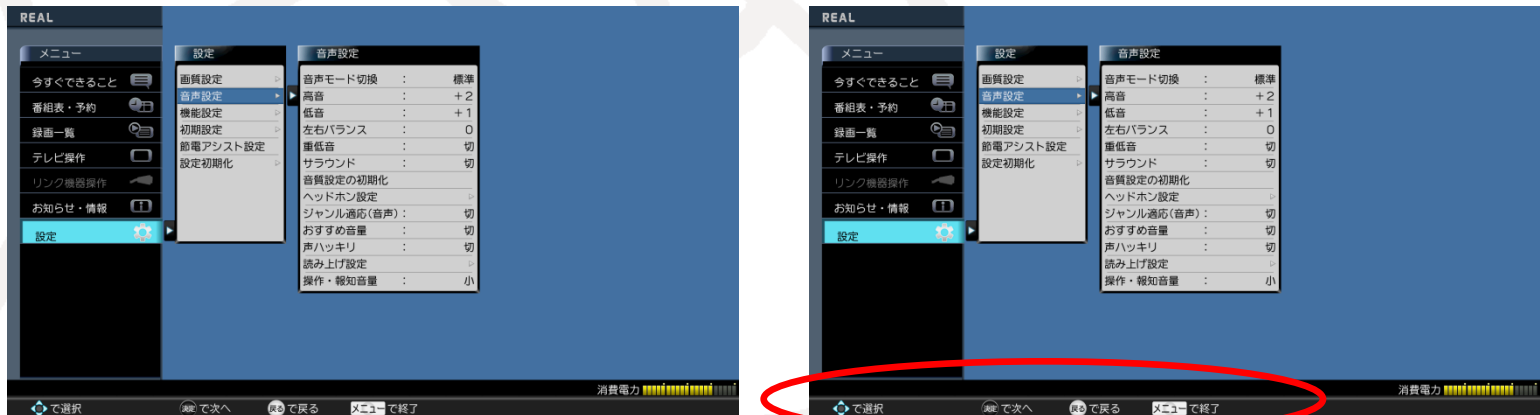 REAL
メニュー
今すぐできること
番組表・予約
録画一覧
テレビ操作
リンク機器操作
お知らせ・情報
設定
設定
画質設定
音声設定
機能設定
初期設定
節電アシスト設定
設定初期化
音声設定
音声モード切換 : 標準
高音 : +2
低音 : +1
左右バランス : 0
重低音 : 切
サラウンド : 切
音質設定の初期化
ヘッドホン設定
ジャンル適応(音声) : 切
おすすめ音量 : 切
声ハッキリ : 切
読み上げ設定
操作・報知音量 : 小
消費電力
で選択 決定で次へ 戻るで戻る メニューで終了
REAL
メニュー
今すぐできること
番組表・予約
録画一覧
テレビ操作
リンク機器操作
お知らせ・情報
設定
設定
画質設定
音声設定
機能設定
初期設定
節電アシスト設定
設定初期化
音声設定
音声モード切換 : 標準
高音 : +2
低音 : +1
左右バランス : 0
重低音 : 切
サラウンド : 切
音質設定の初期化
ヘッドホン設定
ジャンル適応(音声) : 切
おすすめ音量 : 切
声ハッキリ : 切
読み上げ設定
操作・報知音量 : 小
消費電力
で選択 決定で次へ 戻るで戻る メニューで終了